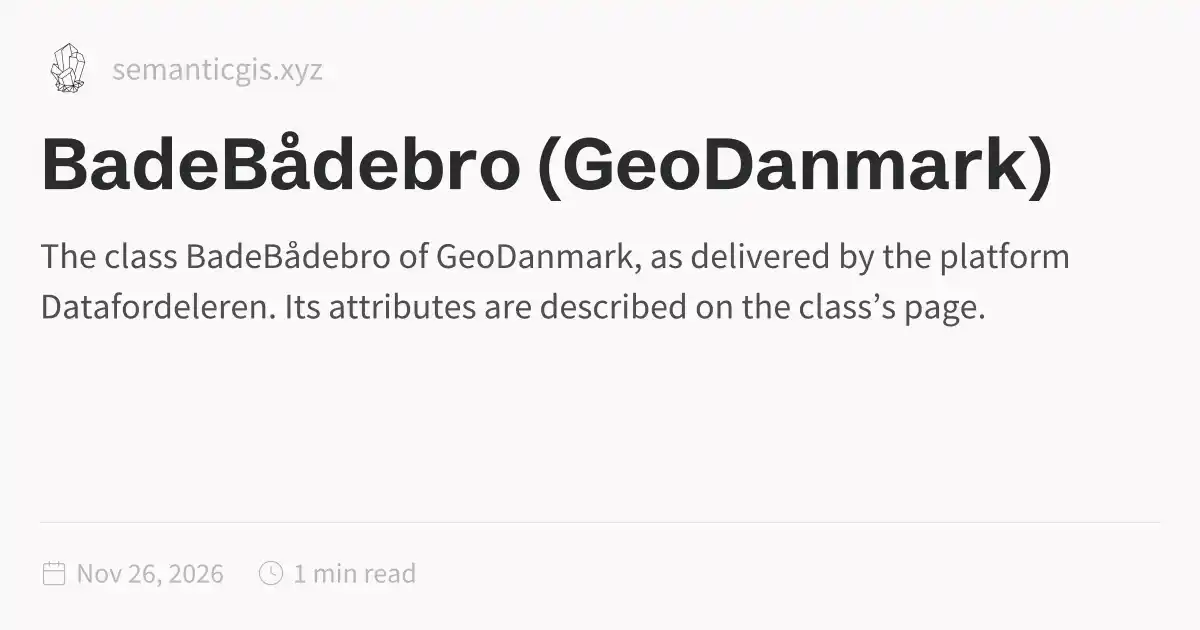 semanticgis.xyz
BadeBådebro (GeoDanmark)
The class BadeBådebro of GeoDanmark, as delivered by the platform
Datafordeleren. Its attributes are described on the class’s page.
Nov 26, 2026 1 min read